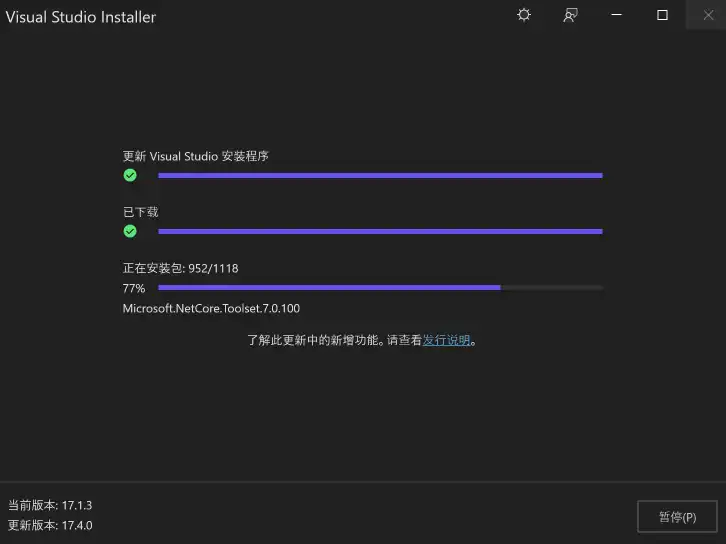 Visual Studio Installer
更新 Visual Studio 安装程序
已下载
正在安装包: 952/1118
77%
Microsoft.NetCore.Toolset.7.0.100
了解此更新中的新增功能。请查看发行说明。
当前版本: 17.1.3
更新版本: 17.4.0
暂停(P)